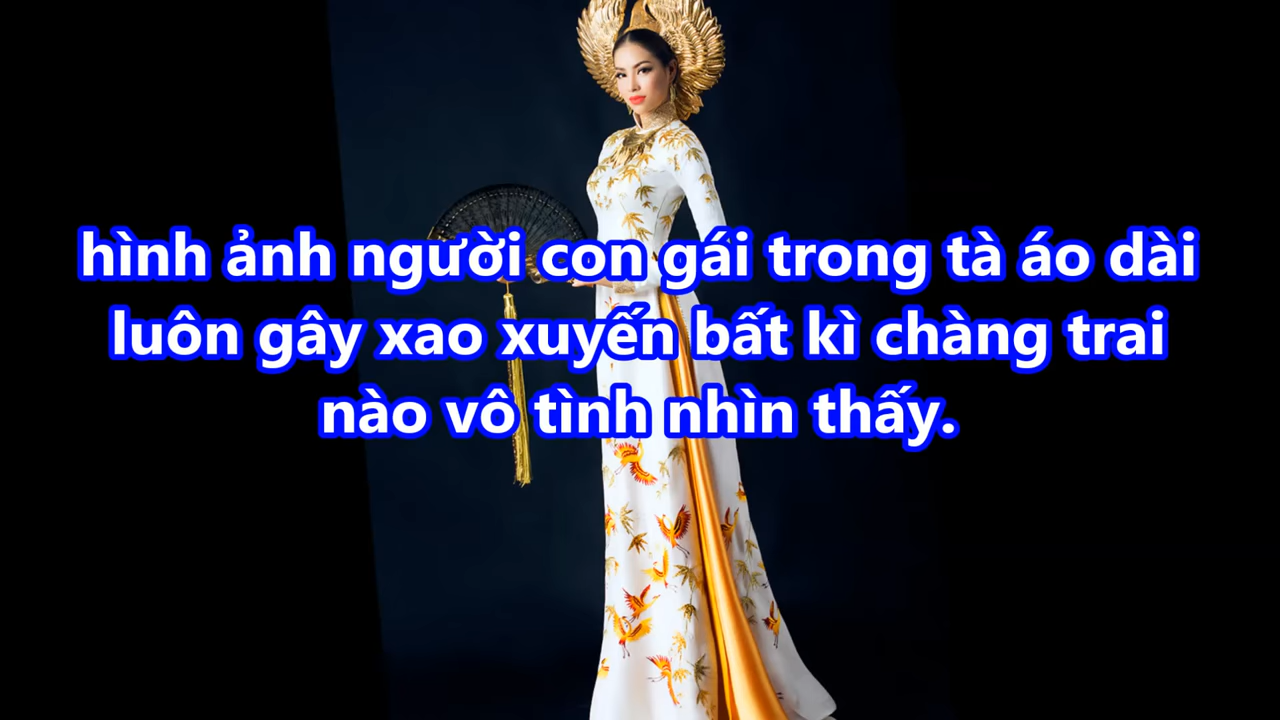 hình ảnh người con gái trong tà áo dài
luôn gây xao xuyến bất kì chàng trai
nào vô tình nhìn thấy.